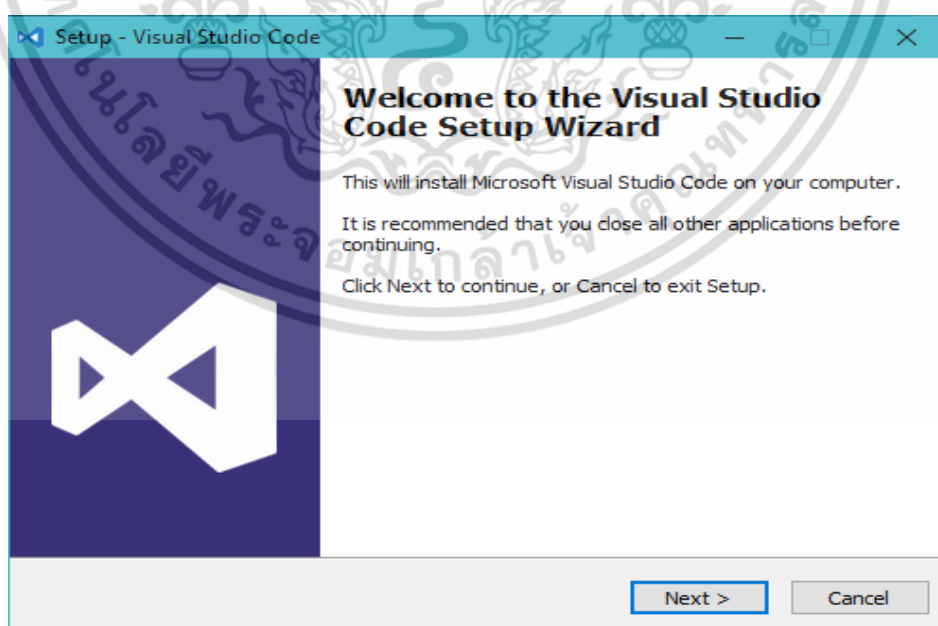 Setup - Visual Studio Code
Welcome to the Visual Studio
Code Setup Wizard
This will install Microsoft Visual Studio Code on your computer.
It is recommended that you close all other applications before
continuing.
Click Next to continue, or Cancel to exit Setup.
Next >
Cancel